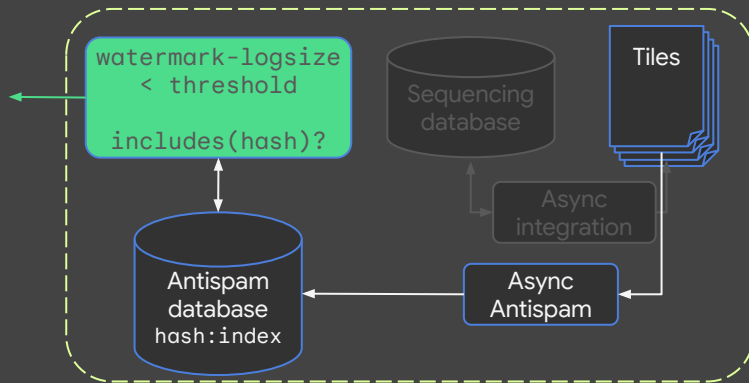 watermark-logsize
< threshold
includes(hash)?
Sequencing
database
Tiles
Async
integration
Antispam
database
hash:index
Async
Antispam